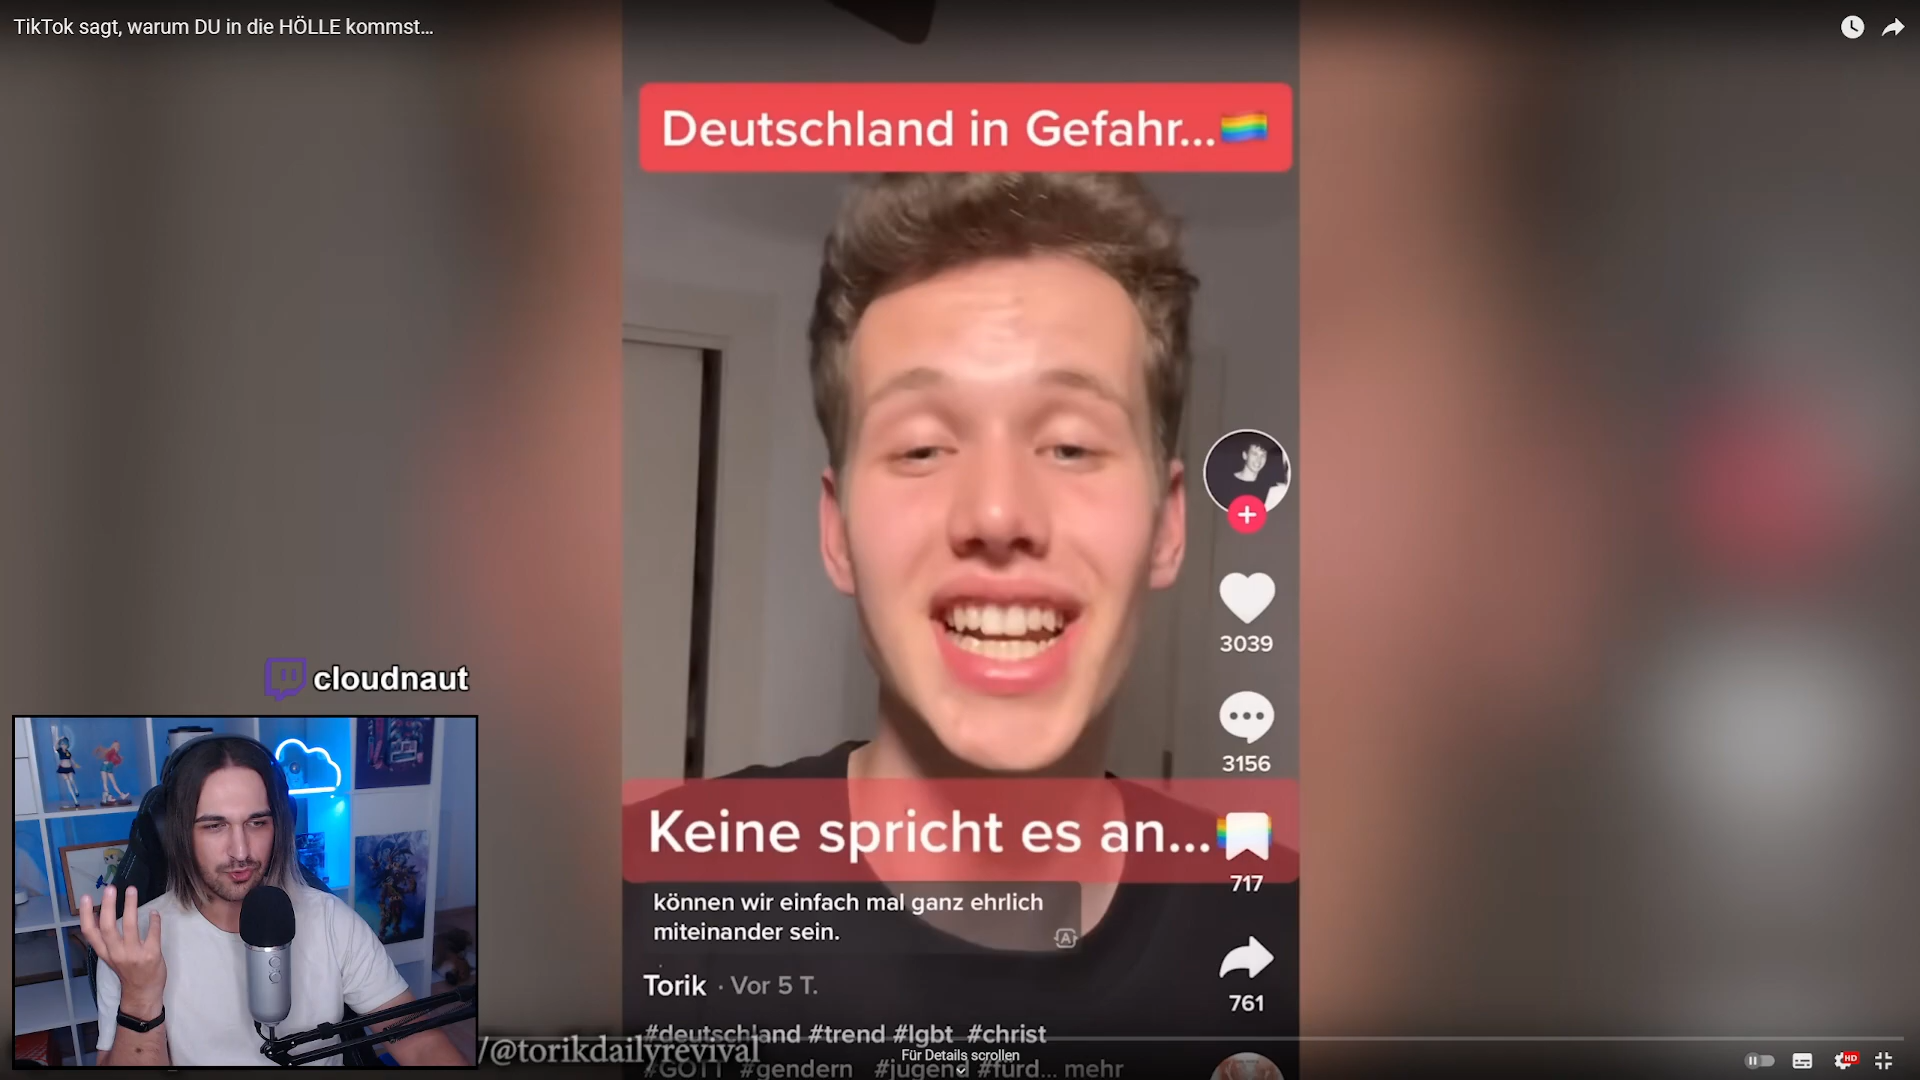 TikTok sagt, warum DU in die HÖLLE kommst...
Deutschland in Gefahr...
3039
3156
Keine spricht es an...
717
können wir einfach mal ganz ehrlich
miteinander sein.
Torik · Vor 5 T.
761
#deutschland #trend #lgbt #christ
#GOTT #gendern #jugend #fürd... mehr
cloudnaut
/@torikdailyrevival
Für Details scrollen
HD